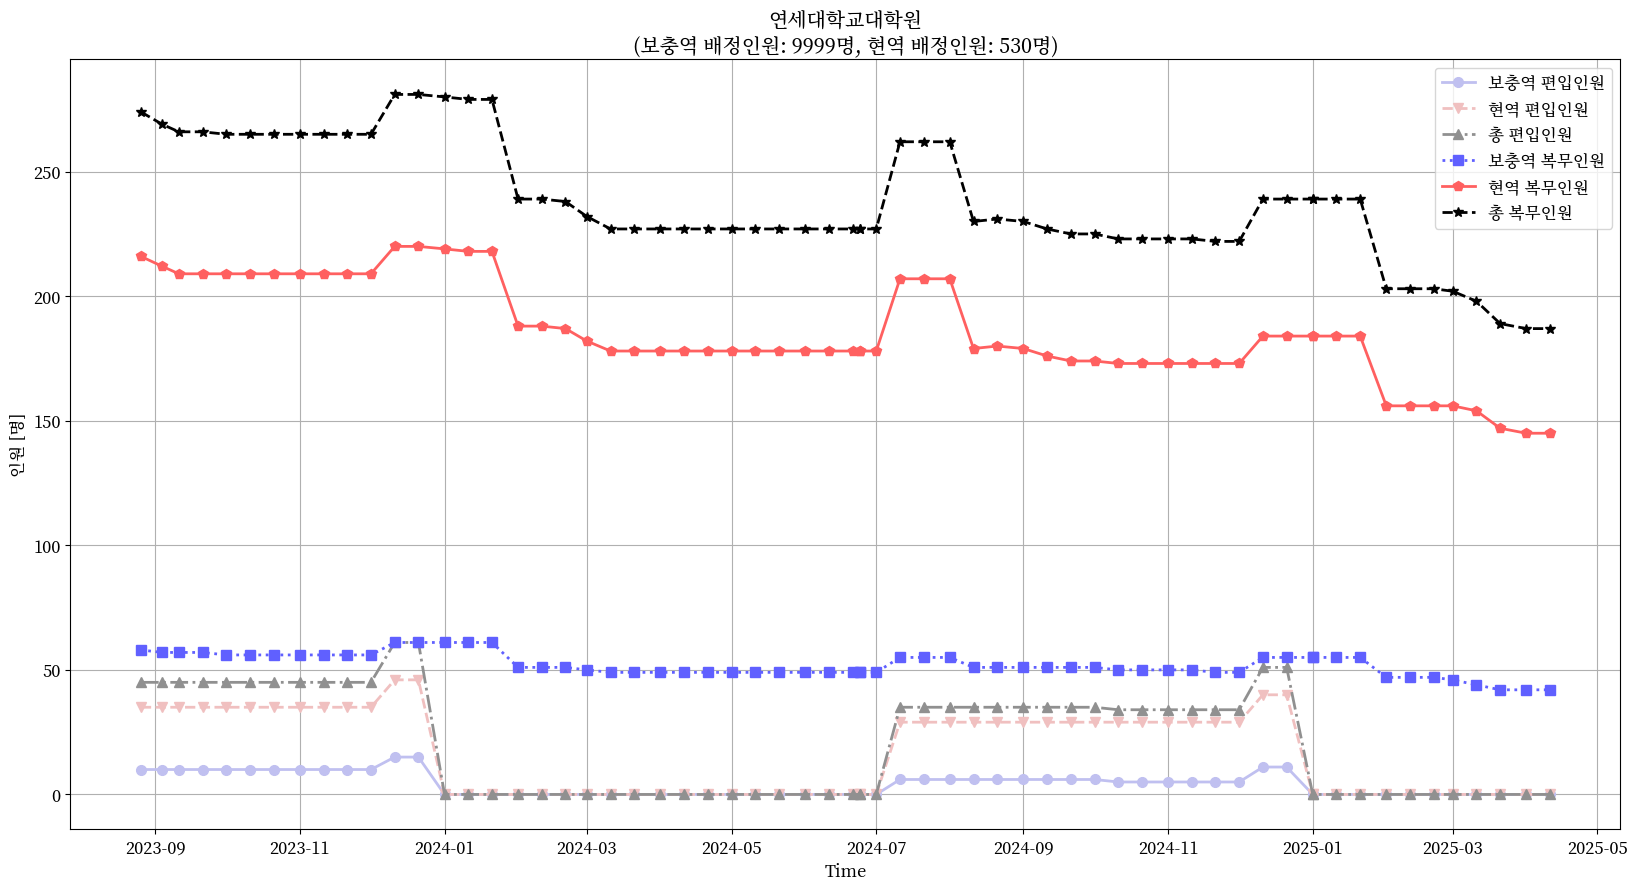 연세대학교대학원
(보충역 배정인원: 9999명, 현역 배정인원: 530명)
보충역 편입인원
현역 편입인원
총 편입인원
보충역 복무인원
현역 복무인원
총 복무인원
인원 [명]
250
200
150
100
50
0
2023-09 2023-11 2024-01 2024-03 2024-05 2024-07 2024-09 2024-11 2025-01 2025-03 2025-05
Time